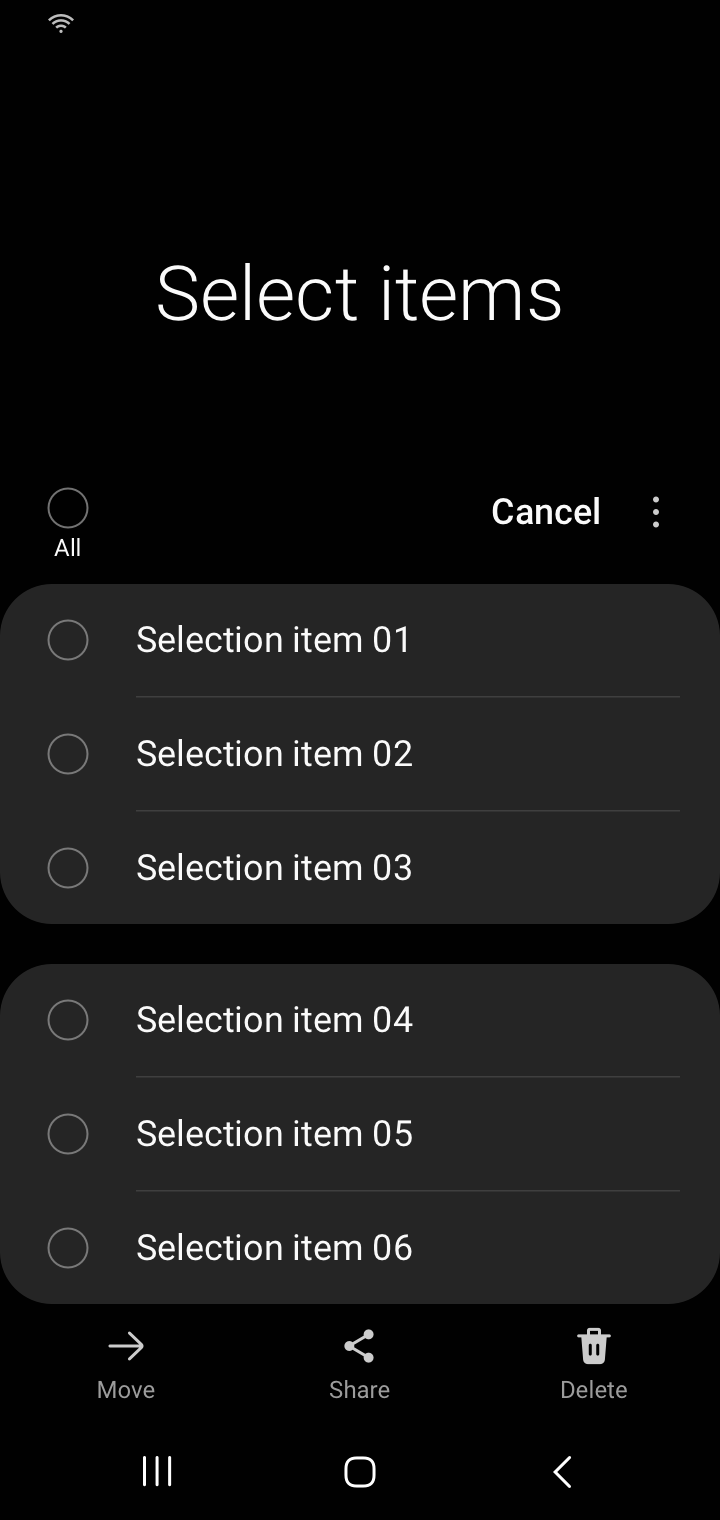 Select items
All
Cancel
Selection item 01
Selection item 02
Selection item 03
Selection item 04
Selection item 05
Selection item 06
Move
Share
Delete